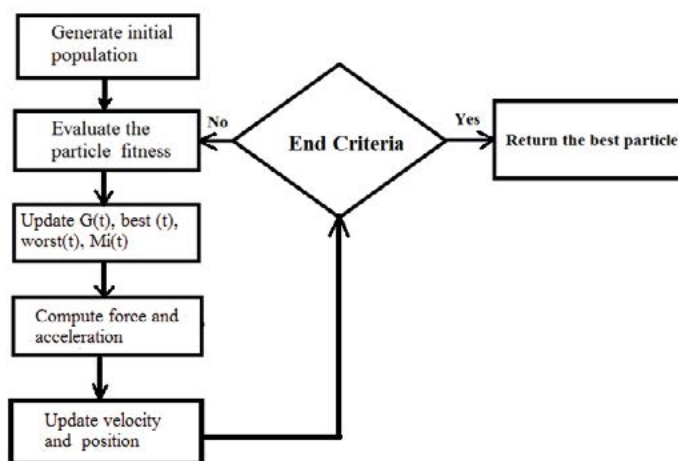 Generate initial
population
Evaluate the
particle fitness
Update G(t), best (t),
worst(t), Mi(t)
Compute force and
acceleration
Update velocity
and position
No
End Criteria
Yes
Return the best particle